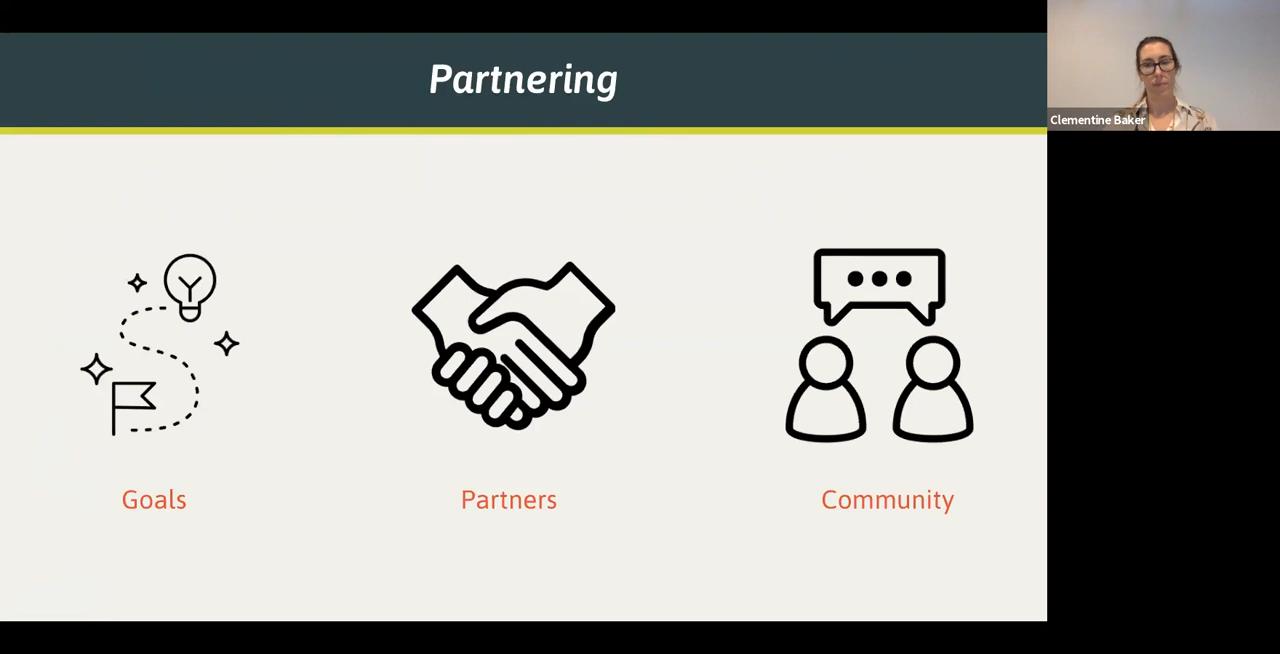 Partnering
Clementine Baker
Goals
Partners
Community